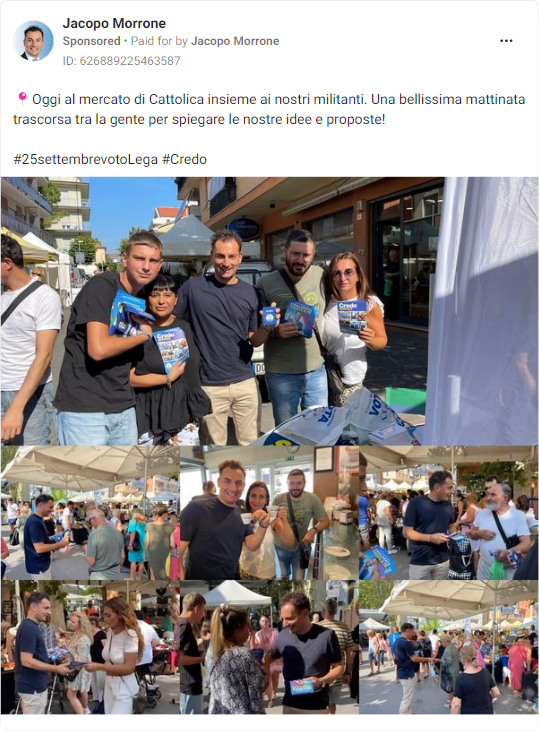 Jacopo Morrone
Sponsored • Paid for by Jacopo Morrone
ID: 626889225463587
📍Oggi al mercato di Cattolica insieme ai nostri militanti. Una bellissima mattinata
trascorsa tra la gente per spiegare le nostre idee e proposte!
#25settembrevotoLega #Credo
Credo
Credo